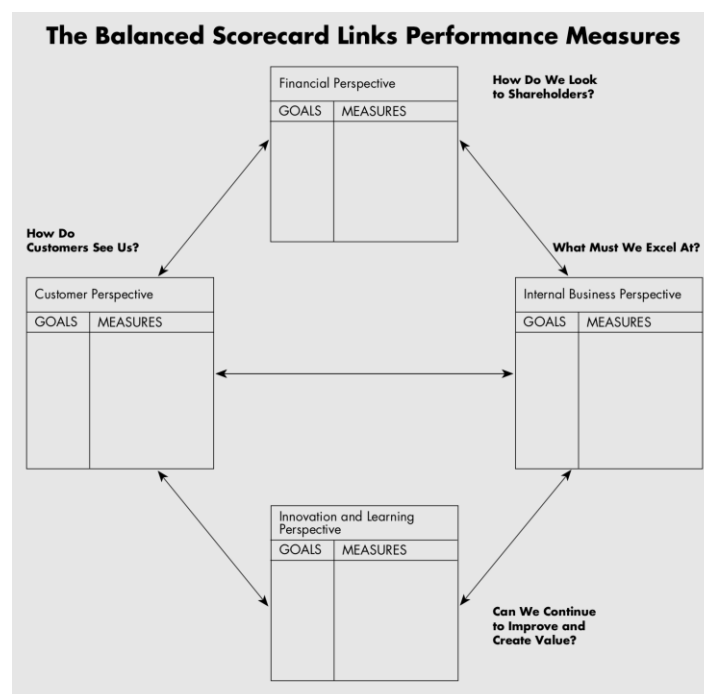 The Balanced Scorecard Links Performance Measures
Financial Perspective
GOALS MEASURES
How Do We Look
to Shareholders?
How Do
Customers See Us?
What Must We Excel At?
Customer Perspective
GOALS MEASURES
Internal Business Perspective
GOALS MEASURES
Innovation and Learning
Perspective
GOALS MEASURES
Can We Continue
to Improve and
Create Value?